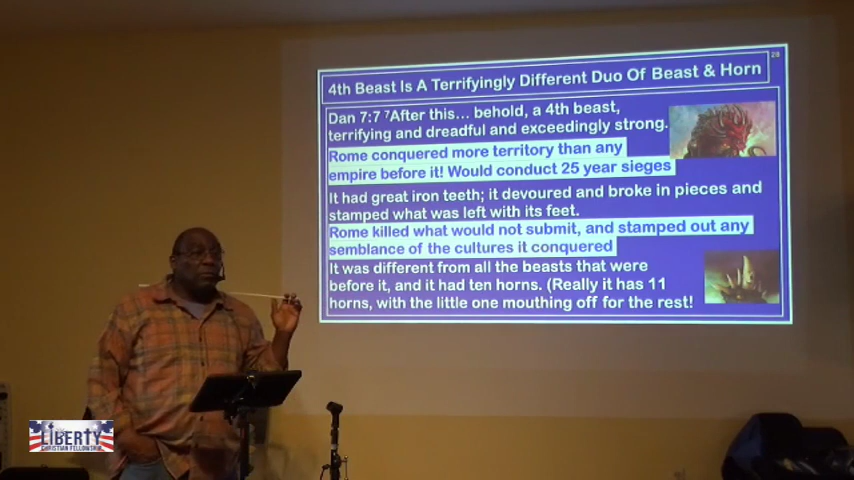 28
4th Beast Is A Terrifyingly Different Duo Of Beast & Horn
Dan 7:7 ⁷After this... behold, a 4th beast,
terrifying and dreadful and exceedingly strong.
Rome conquered more territory than any
empire before it! Would conduct 25 year sieges
It had great iron teeth; it devoured and broke in pieces and
stamped what was left with its feet.
Rome killed what would not submit, and stamped out any
semblance of the cultures it conquered
It was different from all the beasts that were
before it, and it had ten horns. (Really it has 11
horns, with the little one mouthing off for the rest!
LIBERTY
CHRISTIAN FELLOWSHIP